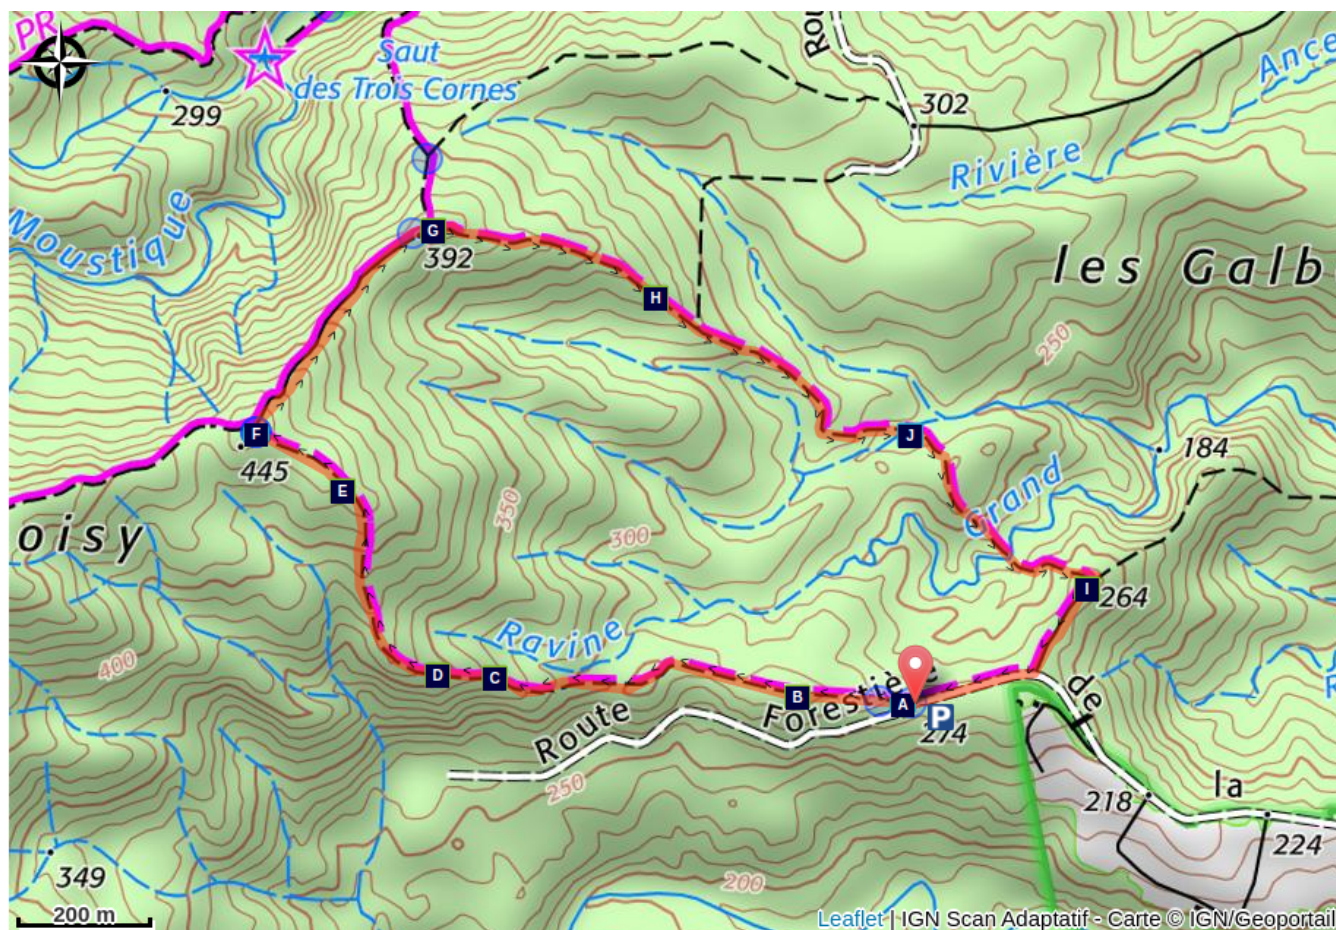 PR
Saut
des Trois Cornes
299
Rou
302
Ance
Rivière
Moustique
G
392
les Galb
H
250
F
445
J
184
E
350
Grand
oisy
300
I
264
Ravine
400
D
C
B
A
P
274
Route
Forestière
de
la
250
218
224
349
200
200 m
Leaflet | IGN Scan Adaptatif - Carte © IGN/Geoportail